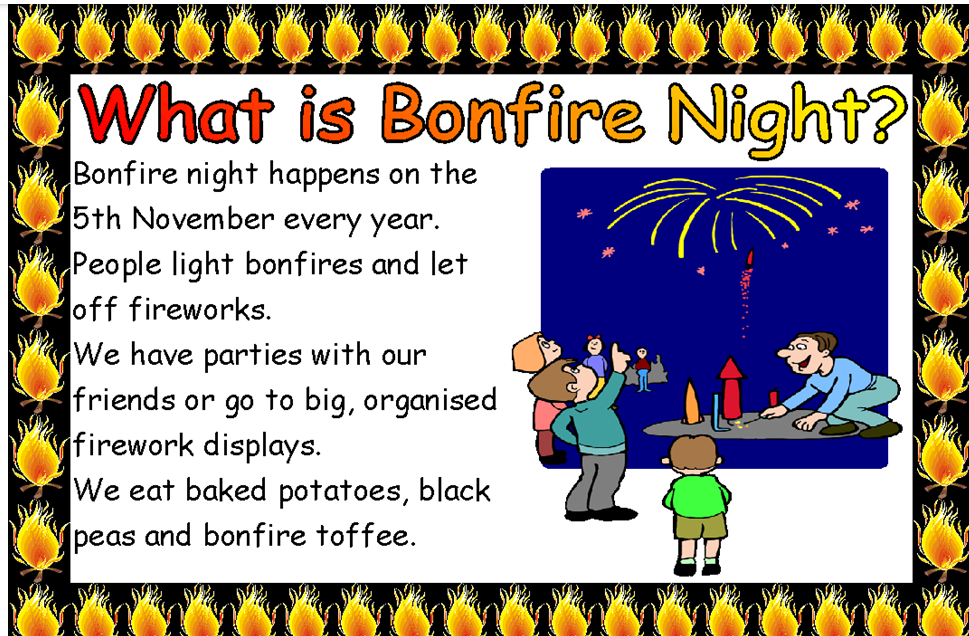 What is Bonfire Night?
Bonfire night happens on the
5th November every year.
People light bonfires and let
off fireworks.
We have parties with our
friends or go to big, organised
firework displays.
We eat baked potatoes, black
peas and bonfire toffee.